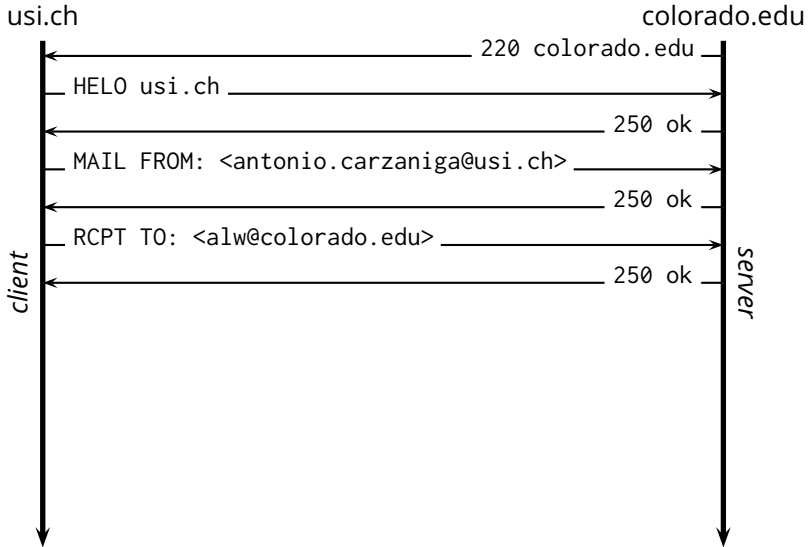 usi.ch colorado.edu
220 colorado.edu
HELO usi.ch
250 ok
MAIL FROM: <antonio.carzaniga@usi.ch>
250 ok
RCPT TO: <alw@colorado.edu>
250 ok
client
server